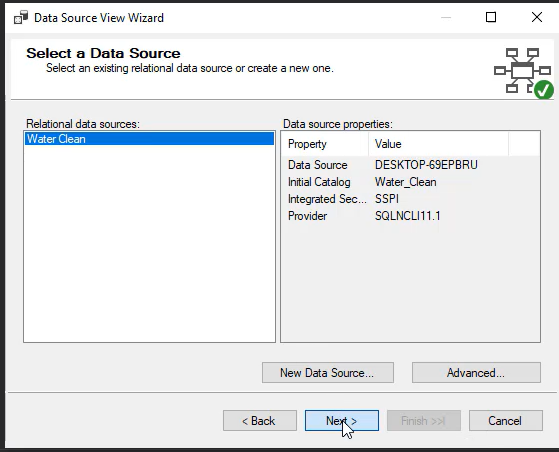 Data Source View Wizard
Select a Data Source
Select an existing relational data source or create a new one.
Relational data sources:
Water Clean
Data source properties:
Property Value
Data Source DESKTOP-69EPBRU
Initial Catalog Water_Clean
Integrated Sec... SSPI
Provider SQLNCLI11.1
New Data Source... Advanced...
< Back Next > Finish >>| Cancel